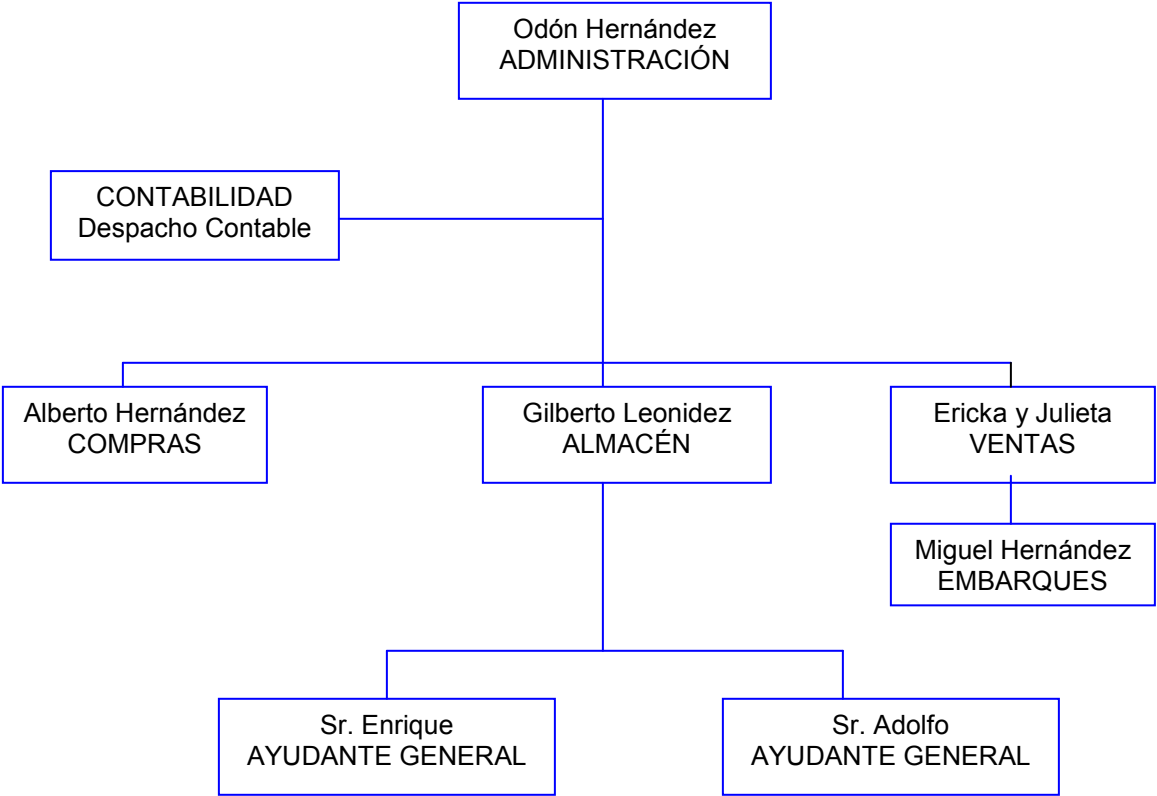 Odón Hernández
ADMINISTRACIÓN
CONTABILIDAD
Despacho Contable
Alberto Hernández
COMPRAS
Gilberto Leonidez
ALMACÉN
Ericka y Julieta
VENTAS
Miguel Hernández
EMBARQUES
Sr. Enrique
AYUDANTE GENERAL
Sr. Adolfo
AYUDANTE GENERAL